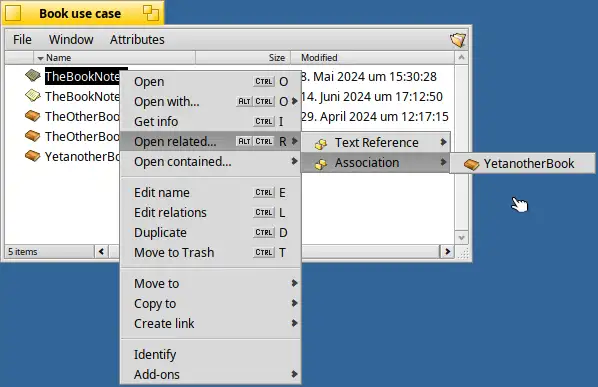 Book use case
File Window Attributes
Name Size Modified
TheBookNote 8. Mai 2024 um 15:30:28
TheBookNote 14. Juni 2024 um 17:12:50
TheOtherBoo 29. April 2024 um 12:17:15
TheOtherBoo
YetanotherBo
5 items
Open CTRL O
Open with... ALT CTRL O
Get info CTRL I
Open related... ALT CTRL R
Open contained...
Edit name CTRL E
Edit relations CTRL L
Duplicate CTRL D
Move to Trash CTRL T
Move to
Copy to
Create link
Identify
Add-ons
Text Reference
Association
YetanotherBook